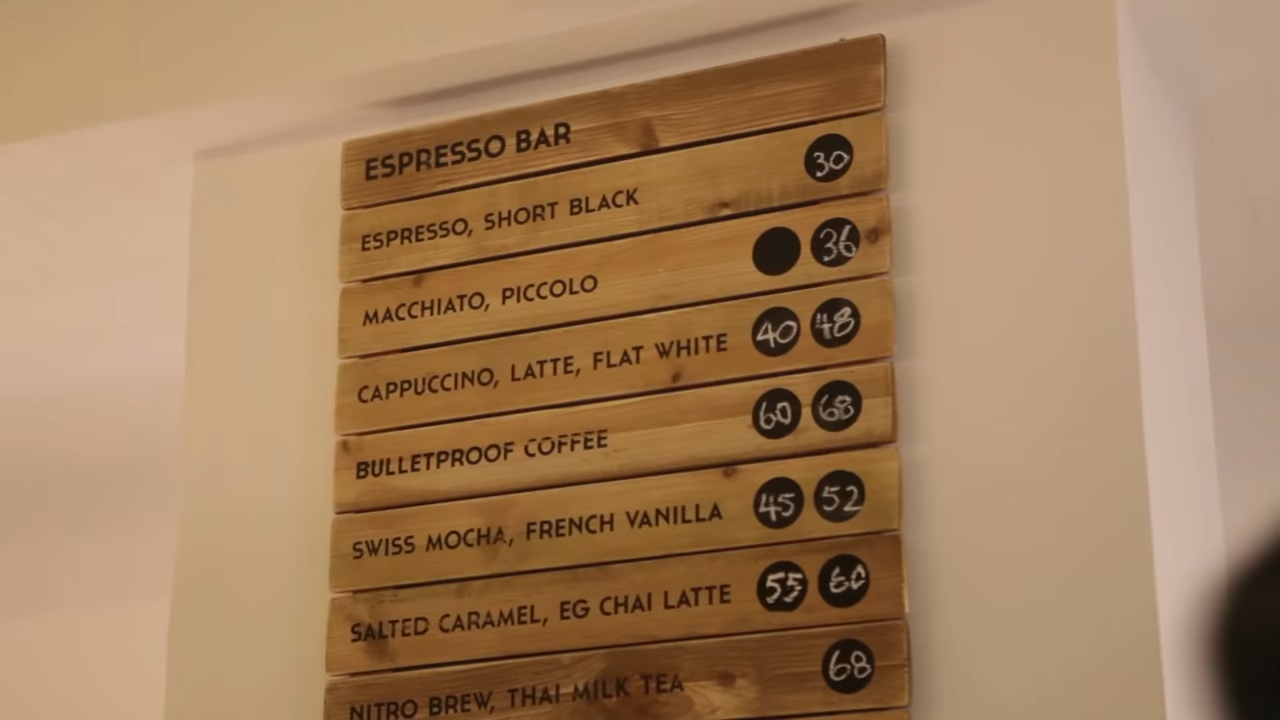 ESPRESSO BAR
ESPRESSO, SHORT BLACK 30
MACCHIATO, PICCOLO 36
CAPPUCCINO, LATTE, FLAT WHITE 40 48
BULLETPROOF COFFEE 60 68
SWISS MOCHA, FRENCH VANILLA 45 52
SALTED CARAMEL, EG CHAI LATTE 55 60
NITRO BREW, THAI MILK TEA 68